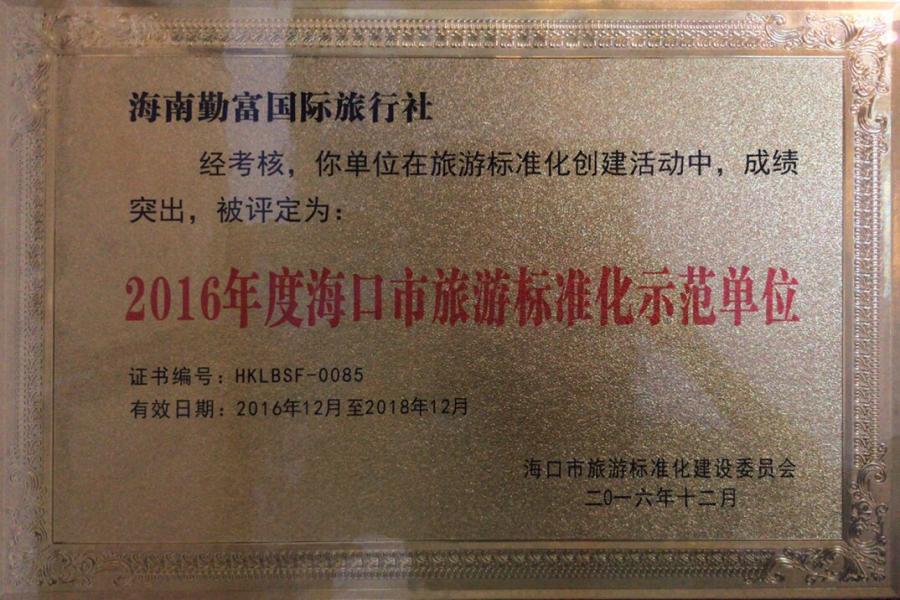 海南勤富国际旅行社
经考核，你单位在旅游标准化创建活动中，成绩
突出，被评定为：
2016年度海口市旅游标准化示范单位
证书编号：HKLBSF-0085
有效日期：2016年12月至2018年12月
海口市旅游标准化建设委员会
二0一六年十二月